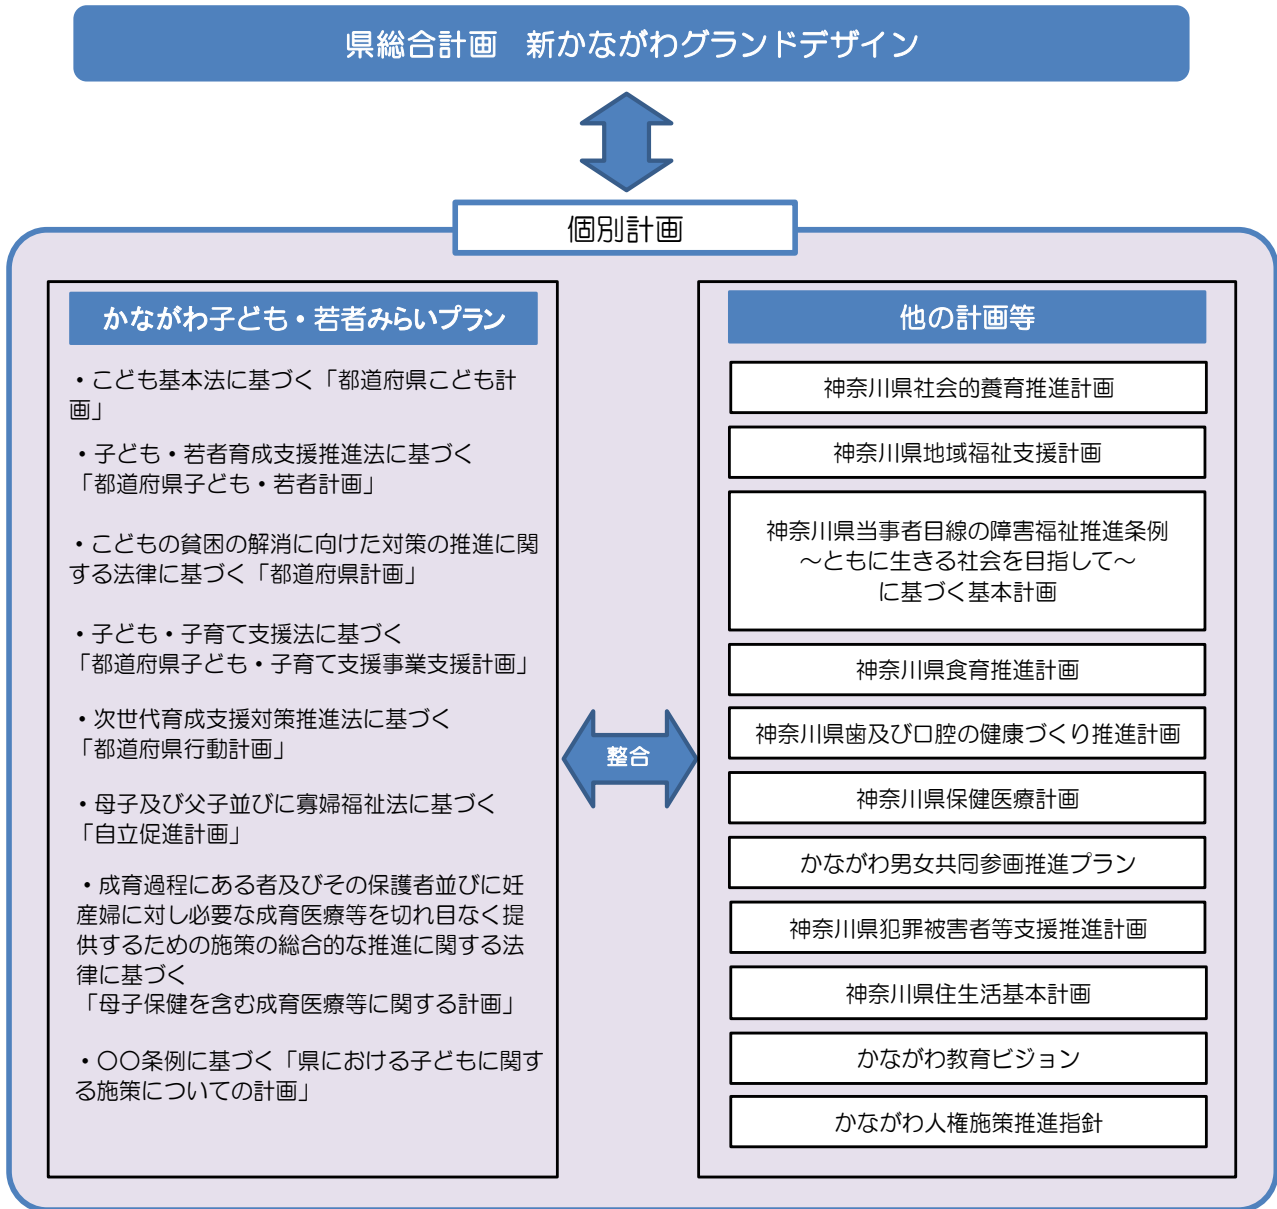 県総合計画　新かながわグランドデザイン
個別計画
かながわ子ども・若者みらいプラン
・こども基本法に基づく「都道府県こども計
画」
・子ども・若者育成支援推進法に基づく
「都道府県子ども・若者計画」
・こどもの貧困の解消に向けた対策の推進に関
する法律に基づく「都道府県計画」
・子ども・子育て支援法に基づく
「都道府県子ども・子育て支援事業支援計画」
・次世代育成支援対策推進法に基づく
「都道府県行動計画」
・母子及び父子並びに寡婦福祉法に基づく
「自立促進計画」
・成育過程にある者及びその保護者並びに妊
産婦に対し必要な成育医療等を切れ目なく提
供するための施策の総合的な推進に関する法
律に基づく
「母子保健を含む成育医療等に関する計画」
・〇〇条例に基づく「県における子どもに関す
る施策についての計画」
整合
他の計画等
神奈川県社会的養育推進計画
神奈川県地域福祉支援計画
神奈川県当事者目線の障害福祉推進条例
～ともに生きる社会を目指して～
に基づく基本計画
神奈川県食育推進計画
神奈川県歯及び口腔の健康づくり推進計画
神奈川県保健医療計画
かながわ男女共同参画推進プラン
神奈川県犯罪被害者等支援推進計画
神奈川県住生活基本計画
かながわ教育ビジョン
かながわ人権施策推進指針